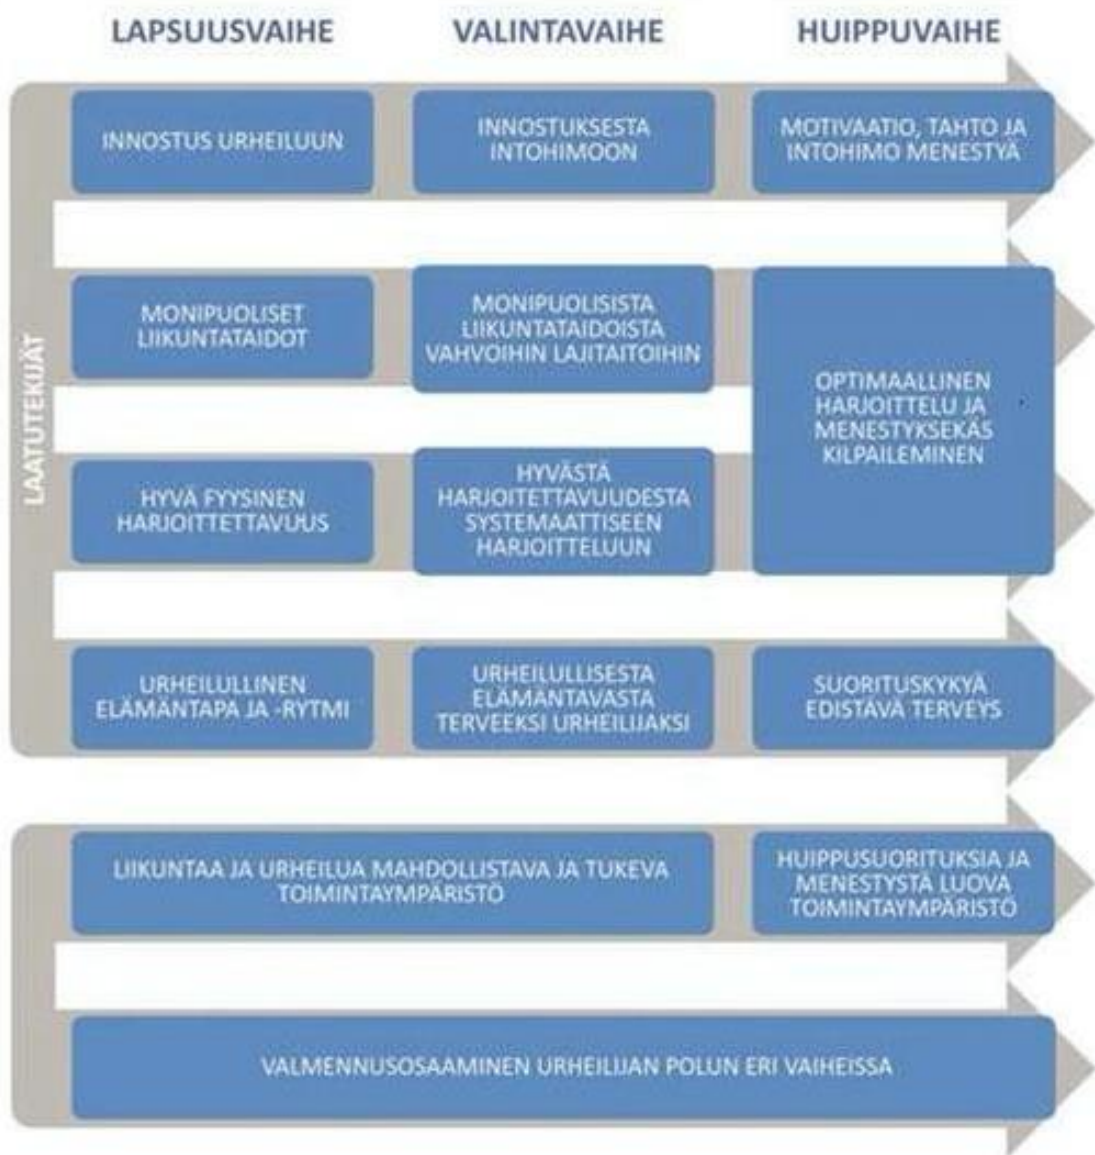 LAPSUUSVAIHE VALINTAVAIHE HUIPPUVAIHE
LAATUTEKIJÄT
INNOSTUS URHEILUUN
INNOSTUKSESTA
INTOHIMOON
MOTIVAATIO, TAHTO JA
INTOHIMO MENESTYÄ
MONIPUOLISET
LIIKUNTATAIDOT
MONIPUOLISISTA
LIIKUNTATAIDOISTA
VAHVOIHIN LAJITAITOIHIN
OPTIMAALLINEN
HARJOITTELU JA
MENESTYKSEKÄS
KILPAILEMINEN
HYVÄ FYYSINEN
HARJOITTETTAVUUS
HYVÄSTÄ
HARJOITETTAVUUDESTA
SYSTEMAATTISEEN
HARJOITTELUUN
URHEILULLINEN
ELÄMÄNTAPA JA -RYTMI
URHEILULLISESTA
ELÄMÄNTAVASTA
TERVEEKSI URHEILIJAKSI
SUORITUSKYKYÄ
EDISTÄVÄ TERVEYS
LIIKUNTAA JA URHEILUA MAHDOLLISTAVA JA TUKEVA
TOIMINTAYMPÄRISTÖ
HUIPPUSUORITUKSIA JA
MENESTYSTÄ LUOVA
TOIMINTAYMPÄRISTÖ
VALMENNUSOSAAMINEN URHEILIJAN POLUN ERI VAIHEISSA